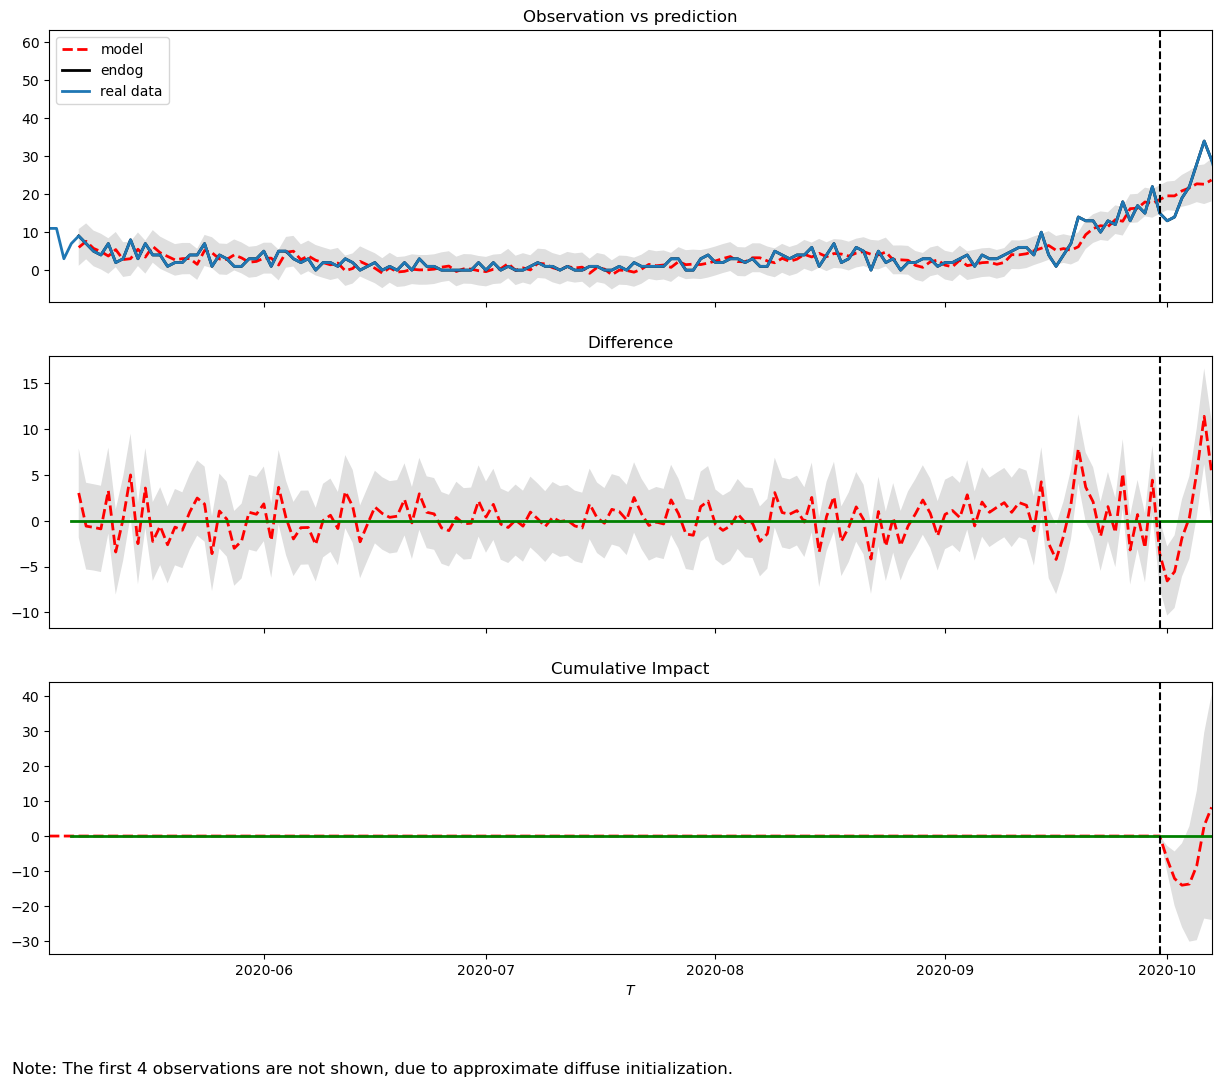 Observation vs prediction
60
50
40
30
20
10
0
model
endog
real data
Difference
15
10
5
0
−5
−10
Cumulative Impact
40
30
20
10
0
−10
−20
−30
2020-06 2020-07 2020-08 2020-09 2020-10
T
Note: The first 4 observations are not shown, due to approximate diffuse initialization.